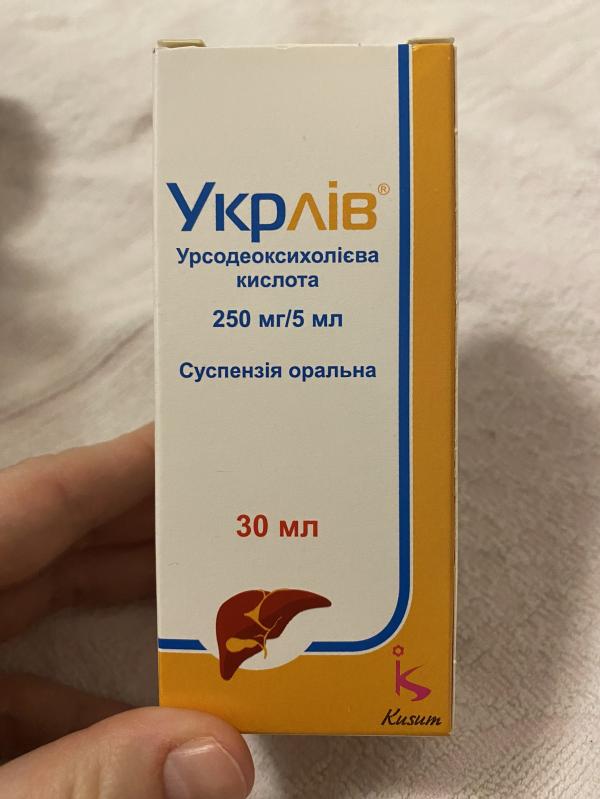 Укрлів®
Урсодеоксихолієва
кислота
250 мг/5 мл
Суспензія оральна
30 мл
Kusum